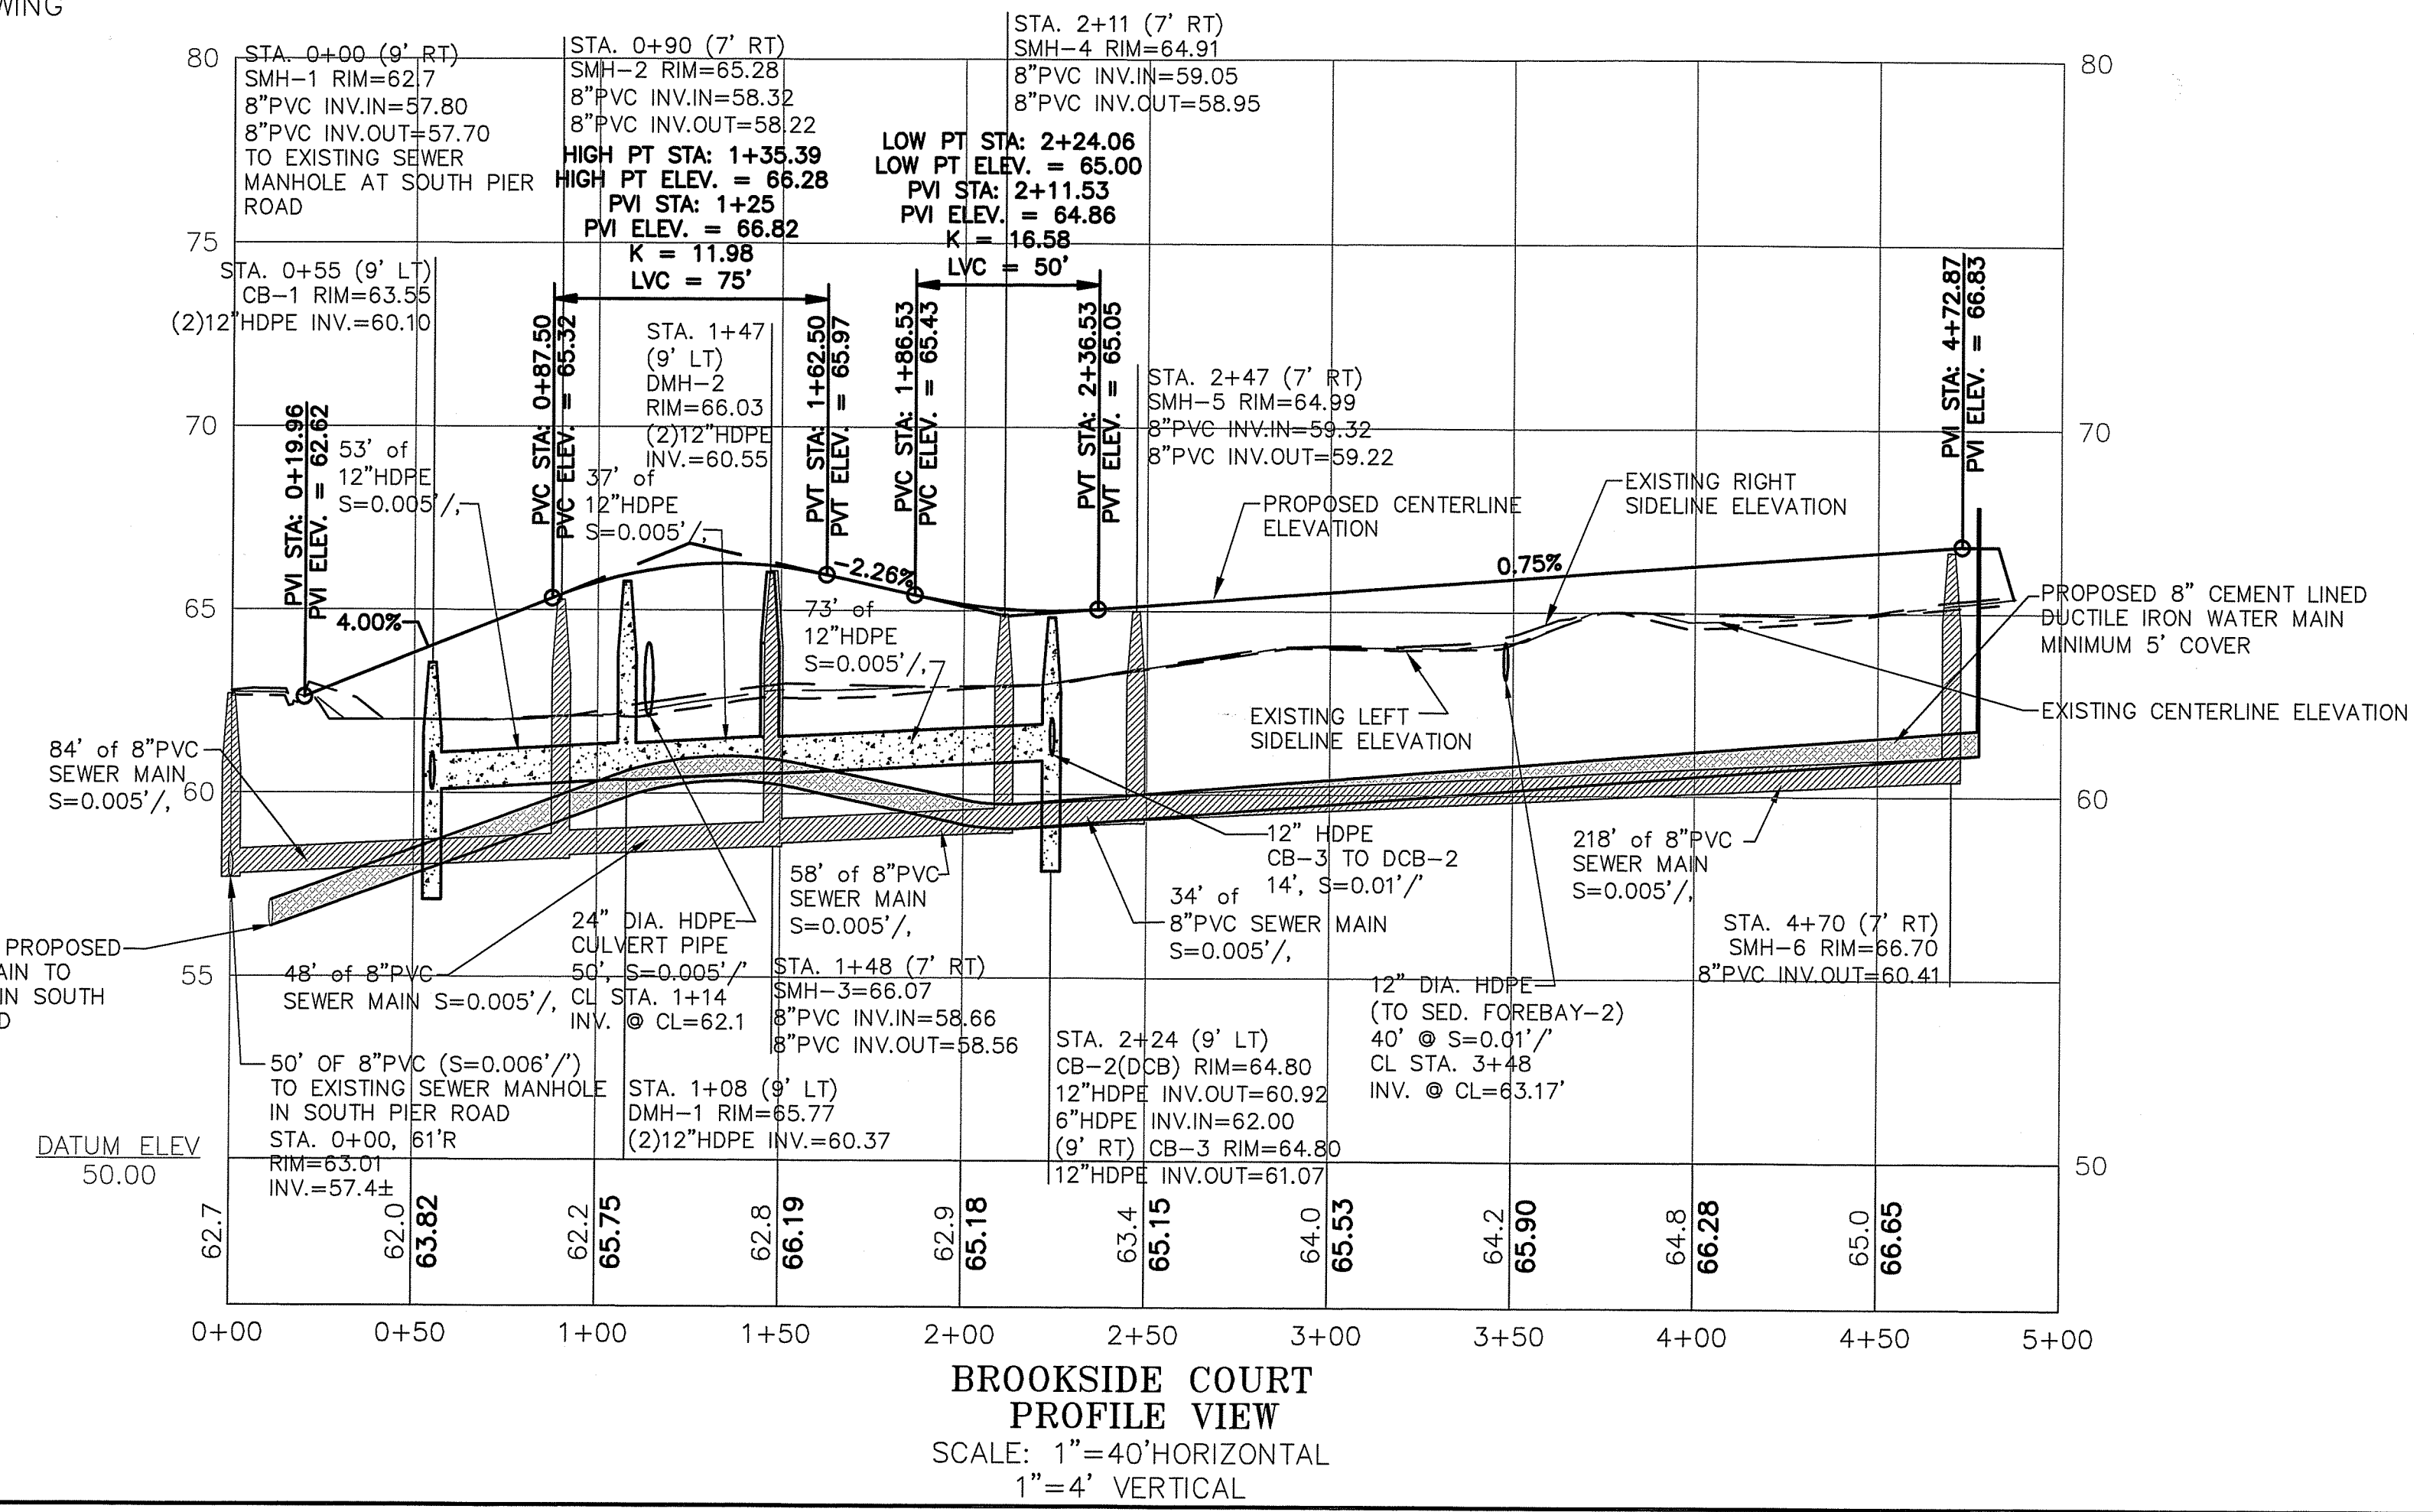 WING
80
STA. 0+00 (9' RT)
SMH-1 RIM=62.7
8"PVC INV.IN=57.80
8"PVC INV.OUT=57.70
TO EXISTING SEWER
MANHOLE AT SOUTH PIER
ROAD
STA. 0+90 (7' RT)
SMH-2 RIM=65.28
8"PVC INV.IN=58.32
8"PVC INV.OUT=58.22
HIGH PT STA: 1+35.39
HIGH PT ELEV. = 66.28
PVI STA: 1+25
PVI ELEV. = 66.82
K = 11.98
LVC = 75'
STA. 2+11 (7' RT)
SMH-4 RIM=64.91
8"PVC INV.IN=59.05
8"PVC INV.OUT=58.95
LOW PT STA: 2+24.06
LOW PT ELEV. = 65.00
PVI STA: 2+11.53
PVI ELEV. = 64.86
K = 16.58
LVC = 50'
80
75
STA. 0+55 (9' LT)
CB-1 RIM=63.55
(2)12"HDPE INV.=60.10
PVI STA: 0+19.96
PVI ELEV. = 62.62
53' of
12"HDPE
S=0.005'/,
PVC STA: 0+87.50
PVC ELEV. = 65.32
STA. 1+47
(9' LT)
DMH-2
RIM=66.03
(2)12"HDPE
INV.=60.55
37' of
12"HDPE
S=0.005'/,
PVT STA: 1+62.50
PVT ELEV. = 65.97
PVC STA: 1+86.53
PVC ELEV. = 65.43
PVT STA: 2+36.53
PVT ELEV. = 65.05
STA. 2+47 (7' RT)
SMH-5 RIM=64.99
8"PVC INV.IN=59.32
8"PVC INV.OUT=59.22
PVI STA: 4+72.87
PVI ELEV. = 66.83
70
70
PROPOSED CENTERLINE
ELEVATION
EXISTING RIGHT
SIDELINE ELEVATION
65
4.00%
-2.26%
0.75%
73' of
12"HDPE
S=0.005'/,
PROPOSED 8" CEMENT LINED
DUCTILE IRON WATER MAIN
MINIMUM 5' COVER
EXISTING LEFT
SIDELINE ELEVATION
EXISTING CENTERLINE ELEVATION
84' of 8"PVC
SEWER MAIN
S=0.005'/,
60
60
12" HDPE
CB-3 TO DCB-2
14', S=0.01'/'
218' of 8"PVC
SEWER MAIN
S=0.005'/,
58' of 8"PVC
SEWER MAIN
S=0.005'/,
34' of
8"PVC SEWER MAIN
S=0.005'/,
PROPOSED
AIN TO
IN SOUTH
D
55
48' of 8"PVC
SEWER MAIN S=0.005'/,
24" DIA. HDPE
CULVERT PIPE
50', S=0.005'/'
CL STA. 1+14
INV. @ CL=62.1
STA. 1+48 (7' RT)
SMH-3=66.07
8"PVC INV.IN=58.66
8"PVC INV.OUT=58.56
STA. 4+70 (7' RT)
SMH-6 RIM=66.70
8"PVC INV.OUT=60.41
12" DIA. HDPE
(TO SED. FOREBAY-2)
40' @ S=0.01'/'
CL STA. 3+48
INV. @ CL=63.17'
50' OF 8"PVC (S=0.006'/')
TO EXISTING SEWER MANHOLE
IN SOUTH PIER ROAD
STA. 0+00, 61'R
RIM=63.01
INV.=57.4±
STA. 1+08 (9' LT)
DMH-1 RIM=65.77
(2)12"HDPE INV.=60.37
STA. 2+24 (9' LT)
CB-2(DCB) RIM=64.80
12"HDPE INV.OUT=60.92
6"HDPE INV.IN=62.00
(9' RT) CB-3 RIM=64.80
12"HDPE INV.OUT=61.07
DATUM ELEV
50.00
50
62.7
62.0
63.82
62.2
65.75
62.8
66.19
62.9
65.18
63.4
65.15
64.0
65.53
64.2
65.90
64.8
66.28
65.0
66.65
0+00 0+50 1+00 1+50 2+00 2+50 3+00 3+50 4+00 4+50 5+00
BROOKSIDE COURT
PROFILE VIEW
SCALE: 1"=40'HORIZONTAL
1"=4' VERTICAL